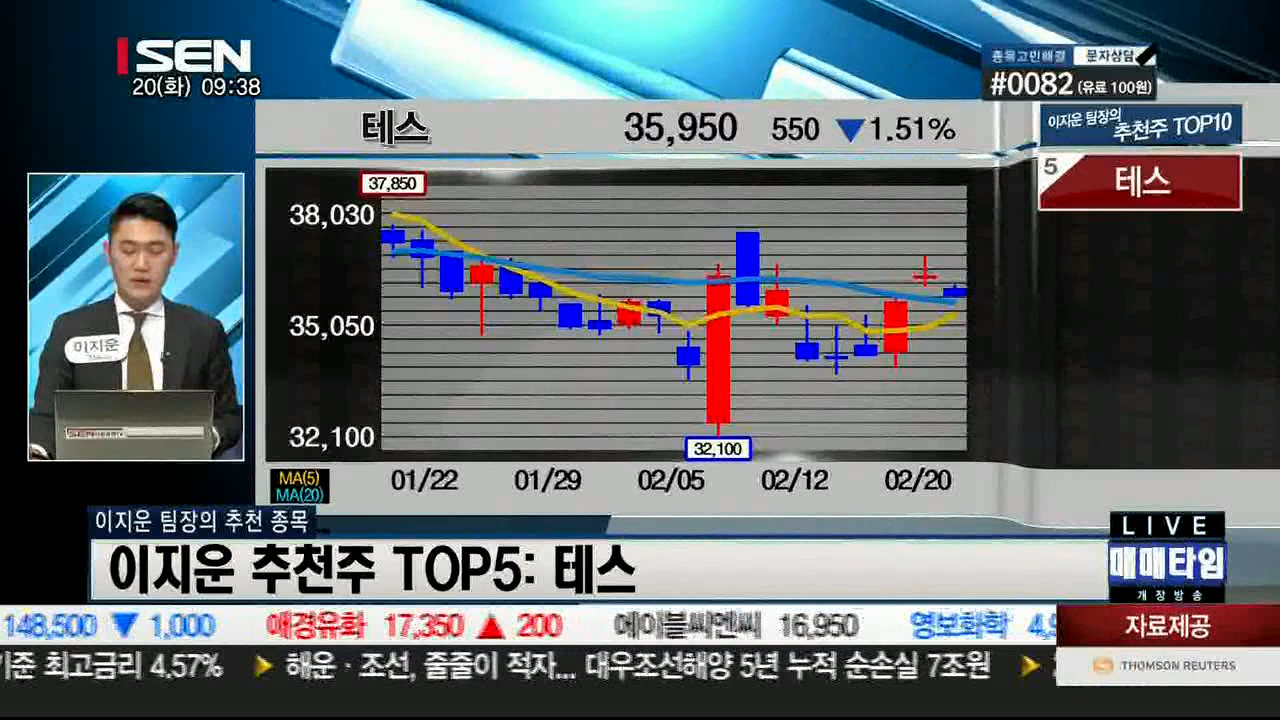 SEN
20(화) 09:38
종목고민해결 문자상담
#0082 (유료 100원)
테스 35,950 550 ▼1.51%
이지운 팀장의 추천주 TOP10
5 테스
37,850
38,030
35,050
32,100
32,100
01/22 01/29 02/05 02/12 02/20
MA(5)
MA(20)
이지운
SEN
이지운 팀장의 추천 종목
이지운 추천주 TOP5: 테스
LIVE
매매타임
개장방송
148,500 ▼ 1,000 애경유화 17,350 ▲ 200 에이블씨엔씨 16,950 영보화학 4,9
자료제공
기준 최고금리 4.57% ▶ 해운·조선, 줄줄이 적자... 대우조선해양 5년 누적 순손실 7조원 ▶
THOMSON REUTERS